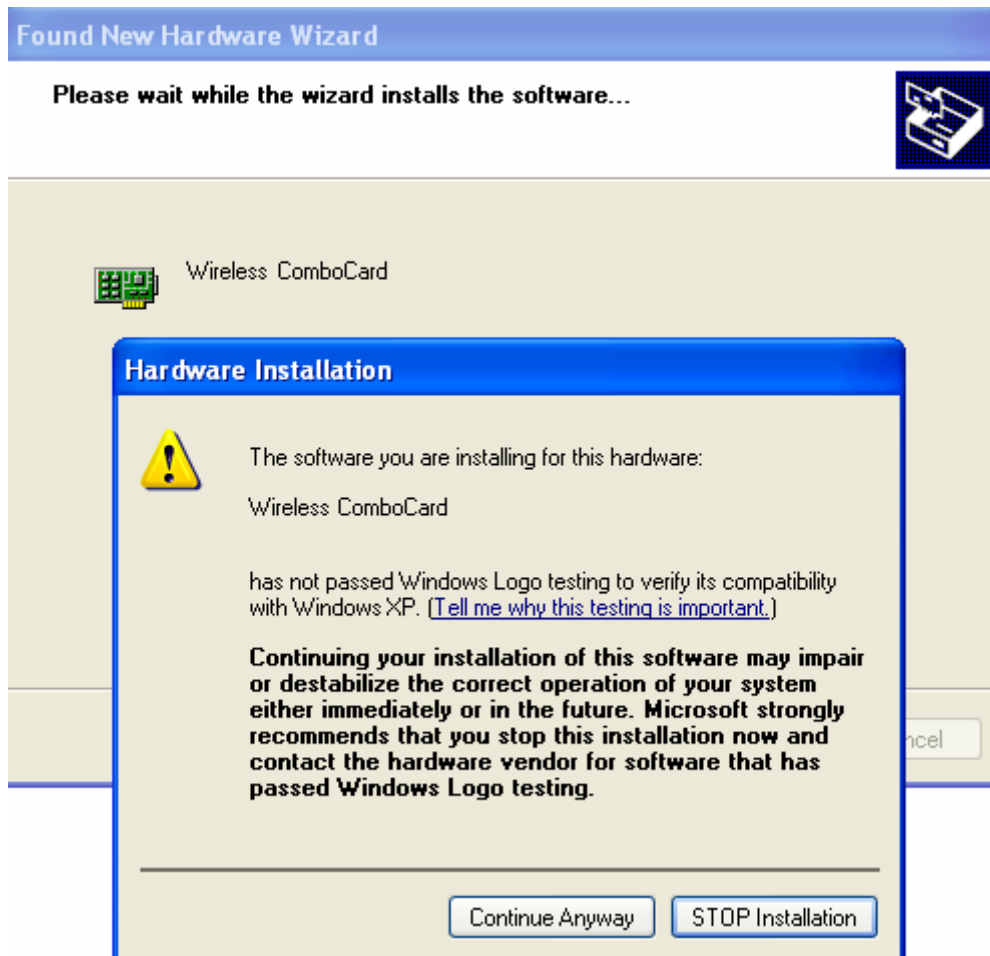 Found New Hardware Wizard
Please wait while the wizard installs the software...
Wireless ComboCard
Hardware Installation
The software you are installing for this hardware:
Wireless ComboCard
has not passed Windows Logo testing to verify its compatibility
with Windows XP. (Tell me why this testing is important.)
Continuing your installation of this software may impair
or destabilize the correct operation of your system
either immediately or in the future. Microsoft strongly
recommends that you stop this installation now and
contact the hardware vendor for software that has
passed Windows Logo testing.
ncel
Continue Anyway
STOP Installation